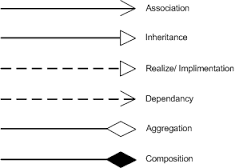 Association
Inheritance
Realize/ Implimentation
Dependancy
Aggregation
Composition